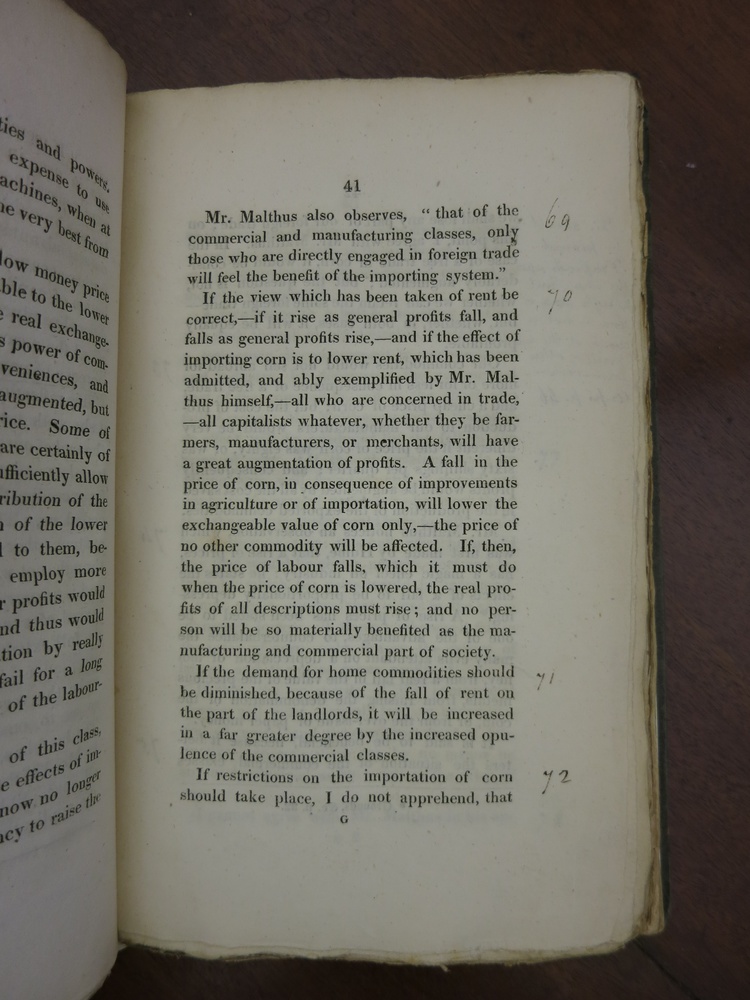 ties and powers,
expense to use
achines, when at
he very best from
low money price
ble to the lower
e real exchange-
s power of com-
veniences, and
augmented, but
rice. Some of
are certainly of
ufficiently allow
ribution of the
n of the lower
l to them, be-
employ more
r profits would
nd thus would
tion by really
fail for a long
of the labour-
of this class,
e effects of im-
now no longer
ncy to raise the
41
Mr. Malthus also observes, “ that of the
commercial and manufacturing classes, only
those who are directly engaged in foreign trade
will feel the benefit of the importing system.”
If the view which has been taken of rent be
correct,—if it rise as general profits fall, and
falls as general profits rise,—and if the effect of
importing corn is to lower rent, which has been
admitted, and ably exemplified by Mr. Mal-
thus himself,—all who are concerned in trade,
—all capitalists whatever, whether they be far-
mers, manufacturers, or merchants, will have
a great augmentation of profits. A fall in the
price of corn, in consequence of improvements
in agriculture or of importation, will lower the
exchangeable value of corn only,—the price of
no other commodity will be affected. If, then,
the price of labour falls, which it must do
when the price of corn is lowered, the real pro-
fits of all descriptions must rise; and no per-
son will be so materially benefited as the ma-
nufacturing and commercial part of society.
If the demand for home commodities should
be diminished, because of the fall of rent on
the part of the landlords, it will be increased
in a far greater degree by the increased opu-
lence of the commercial classes.
If restrictions on the importation of corn
should take place, I do not apprehend, that
G
69
70
71
72